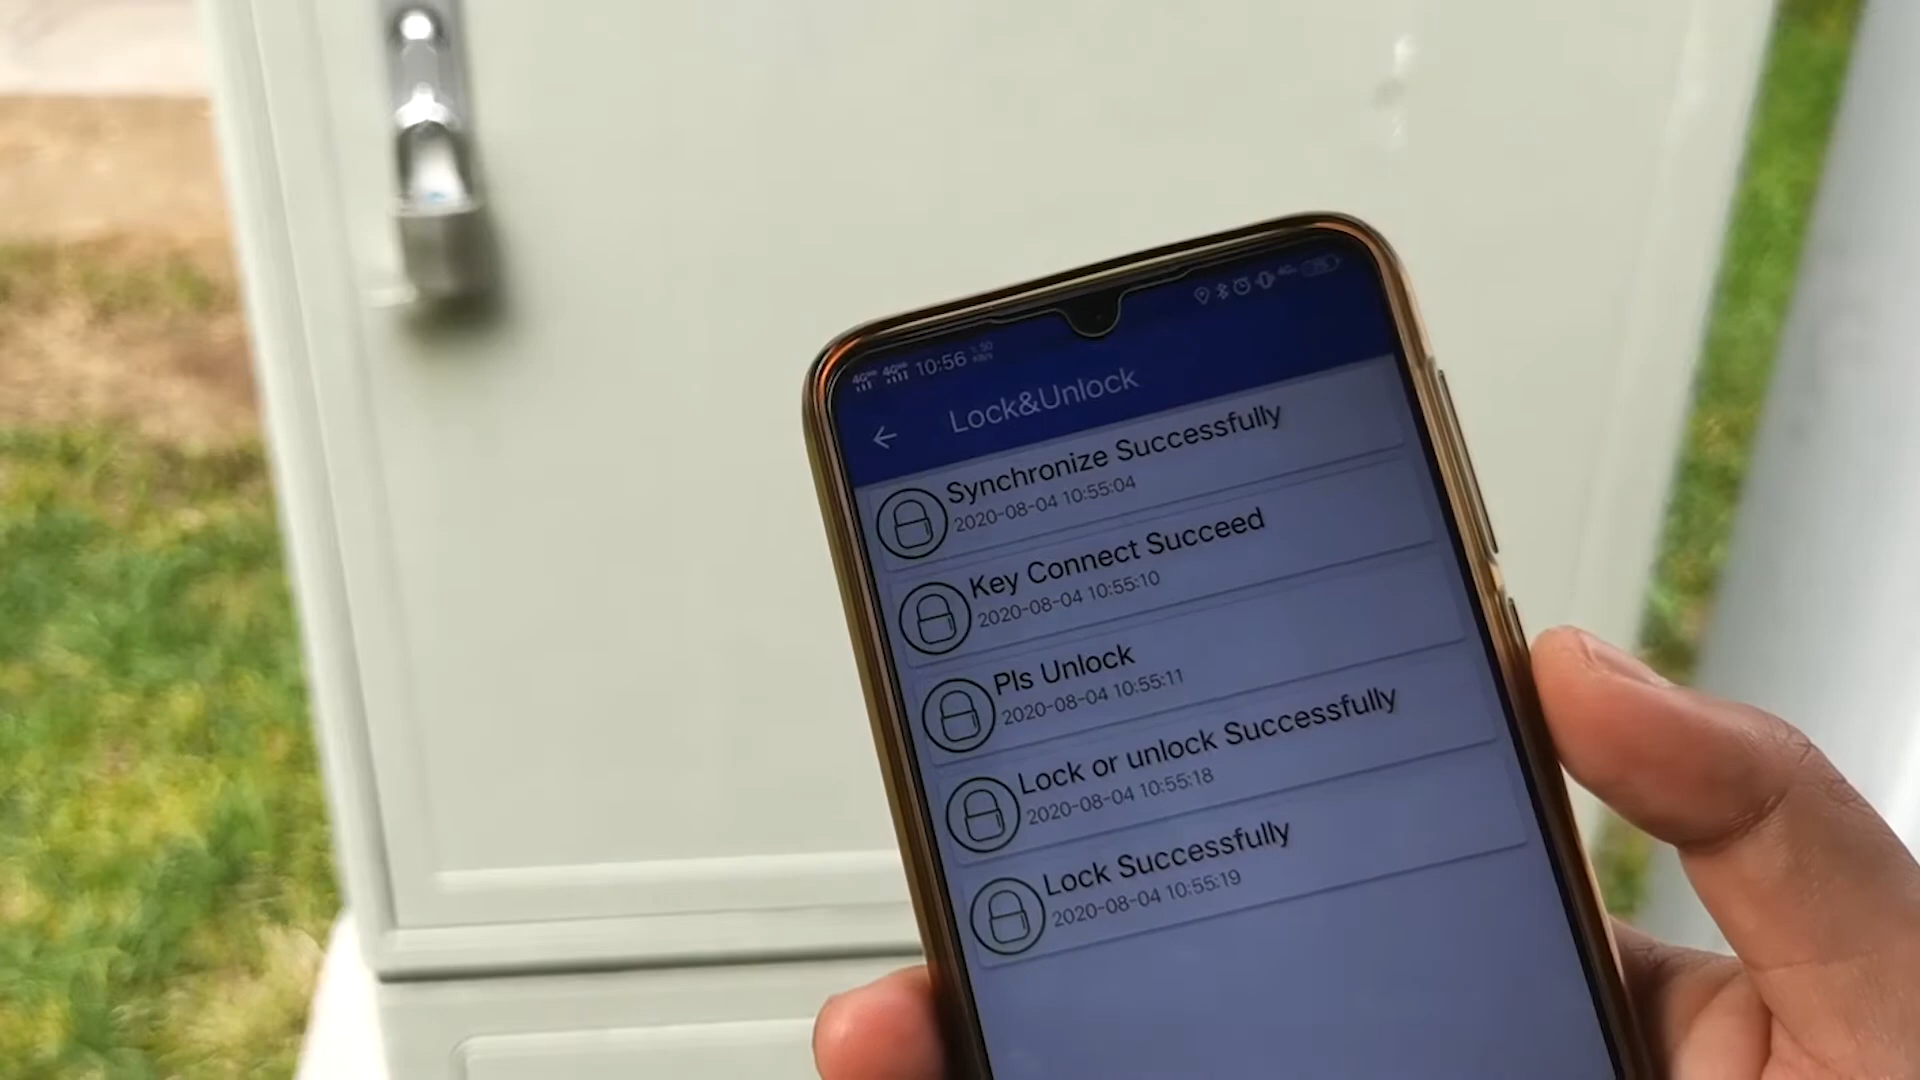 10:56
Lock&Unlock
Synchronize Successfully
2020-08-04 10:55:04
Key Connect Succeed
2020-08-04 10:55:10
Pls Unlock
2020-08-04 10:55:11
Lock or unlock Successfully
2020-08-04 10:55:18
Lock Successfully
2020-08-04 10:55:19